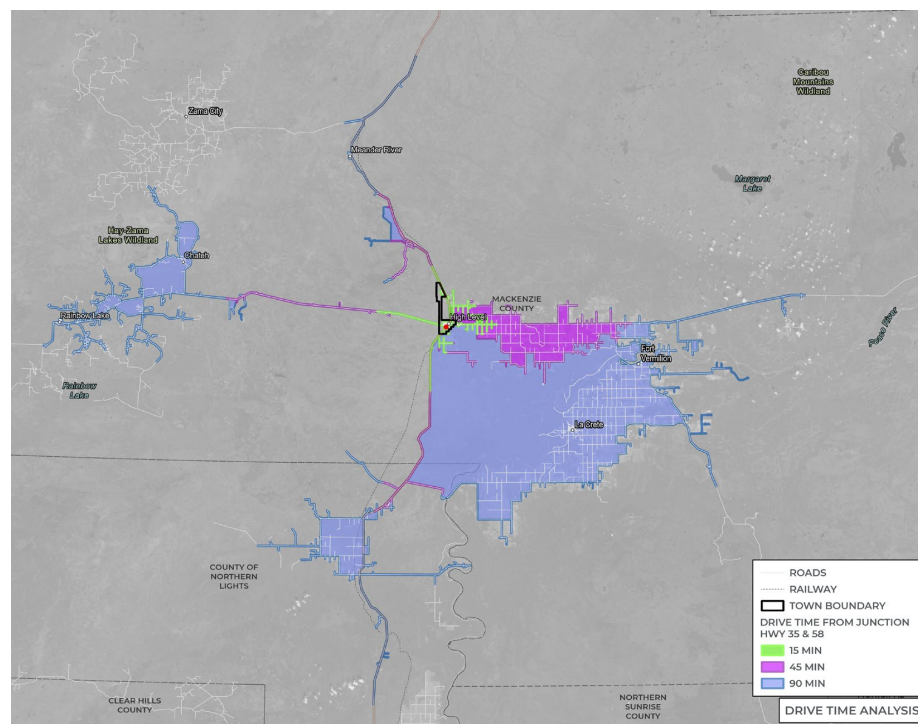 Caribou
Mountains
Wildland
Zama City
Meander River
Margaret
Lake
Hay-Zama
Lakes Wildland
Chateh
MACKENZIE
COUNTY
Rainbow Lake
High Level
Peace River
Fort
Vermilion
Rainbow
Lake
La Crete
COUNTY OF
NORTHERN
LIGHTS
ROADS
RAILWAY
TOWN BOUNDARY
DRIVE TIME FROM JUNCTION
HWY 35 & 58
15 MIN
45 MIN
90 MIN
CLEAR HILLS
COUNTY
NORTHERN
SUNRISE
COUNTY
DRIVE TIME ANALYSIS